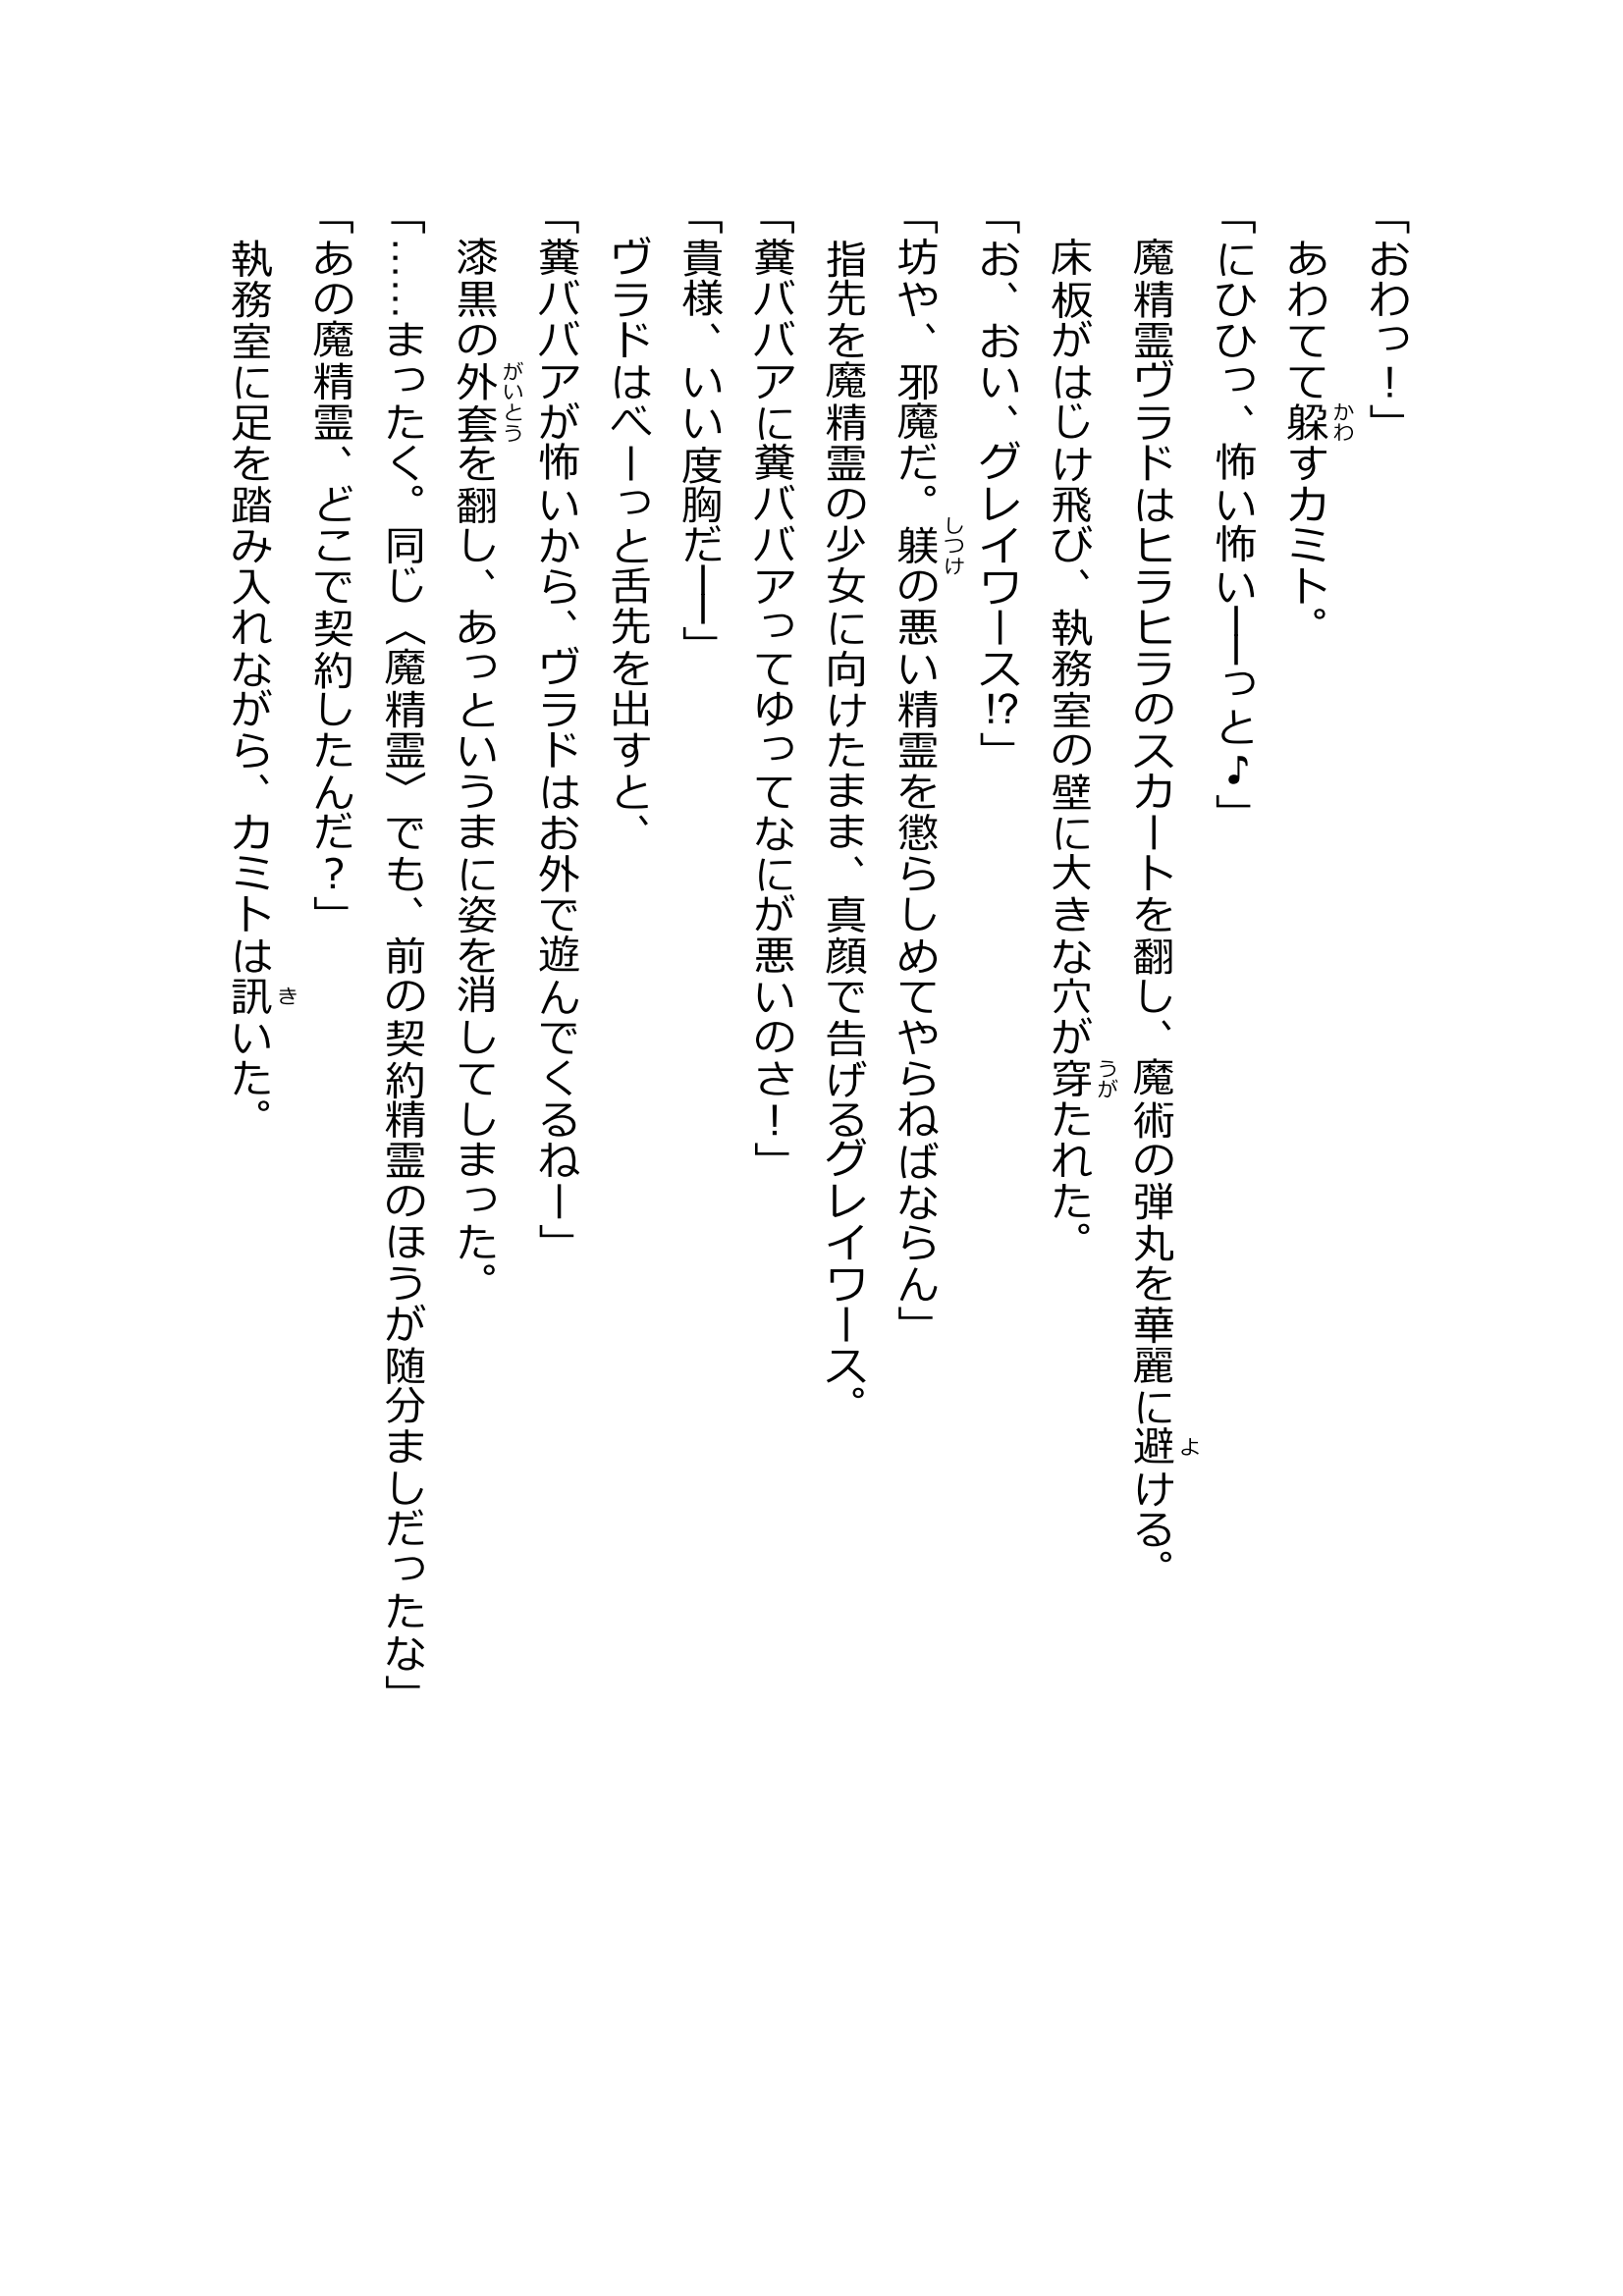 「おわっ！」
あわてて躱すカミト。
「にひひっ、怖い怖い――っと♪」
魔精霊ヴラドはヒラヒラのスカートを翻し、魔術の弾丸を華麗に避ける。
床板がはじけ飛び、執務室の壁に大きな穴が穿たれた。
「お、おい、グレイワース!?」
「坊や、邪魔だ。躾の悪い精霊を懲らしめてやらねばならん」
指先を魔精霊の少女に向けたまま、真顔で告げるグレイワース。
「糞ババアに糞ババアってゆってなにが悪いのさ！」
「貴様、いい度胸だ――」
ヴラドはべーっと舌先を出すと、
「糞ババアが怖いから、ヴラドはお外で遊んでくるねー」
漆黒の外套を翻し、あっというまに姿を消してしまった。
「……まったく。同じ〈魔精霊〉でも、前の契約精霊のほうが随分ましだったな」
「あの魔精霊、どこで契約したんだ？」
執務室に足を踏み入れながら、カミトは訊いた。
かわ
よ
うが
しつけ
がいとう
き